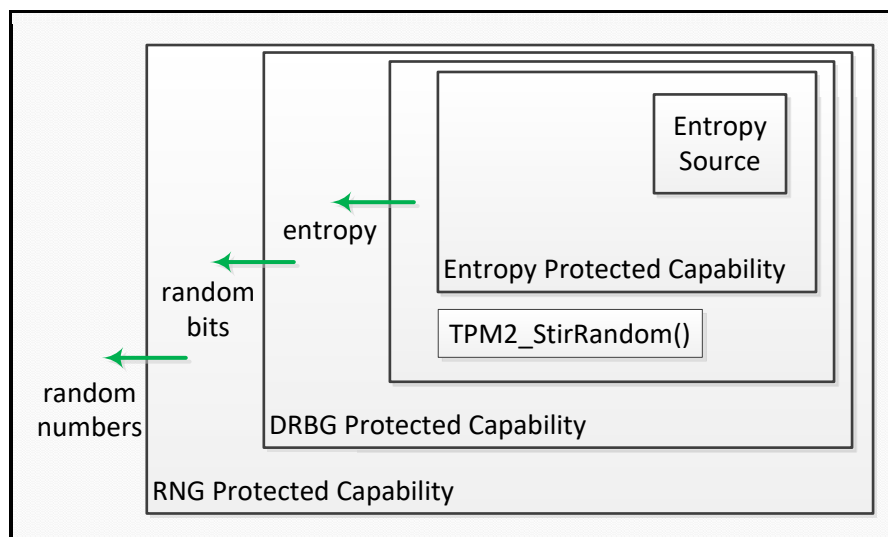 Entropy
Source
entropy
Entropy Protected Capability
random
bits
TPM2_StirRandom()
random
numbers
DRBG Protected Capability
RNG Protected Capability